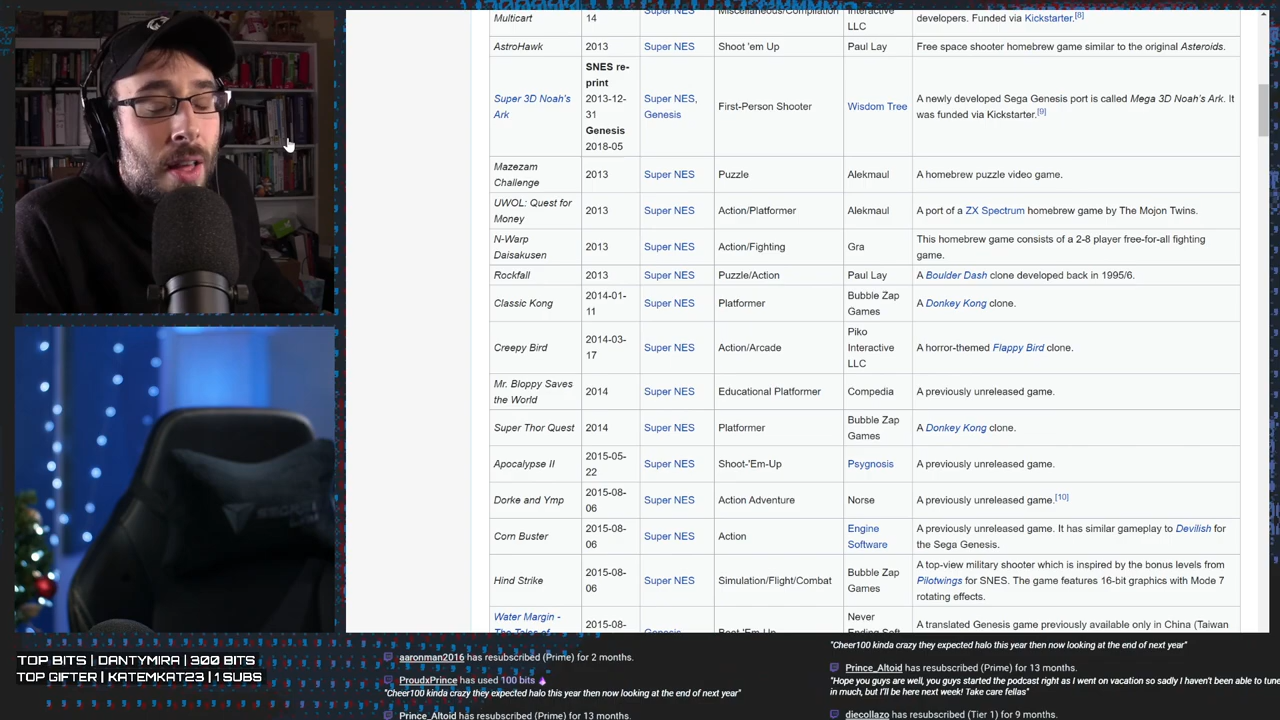 Multicart
14
Super NES
Miscellaneous/Compilation
Interactive
LLC
developers. Funded via Kickstarter.[8]
AstroHawk 2013 Super NES Shoot 'em Up Paul Lay Free space shooter homebrew game similar to the original Asteroids.
Super 3D Noah's
Ark
SNES re-
print
2013-12-
31
Genesis
2018-05
Super NES,
Genesis
First-Person Shooter
Wisdom Tree
A newly developed Sega Genesis port is called Mega 3D Noah's Ark. It
was funded via Kickstarter.[9]
Mazezam
Challenge
2013 Super NES Puzzle Alekmaul A homebrew puzzle video game.
UWOL: Quest for
Money
2013 Super NES Action/Platformer Alekmaul A port of a ZX Spectrum homebrew game by The Mojon Twins.
N-Warp
Daisakusen
2013 Super NES Action/Fighting Gra
This homebrew game consists of a 2-8 player free-for-all fighting
game.
Rockfall 2013 Super NES Puzzle/Action Paul Lay A Boulder Dash clone developed back in 1995/6.
Classic Kong
2014-01-
11
Super NES Platformer
Bubble Zap
Games
A Donkey Kong clone.
Creepy Bird
2014-03-
17
Super NES Action/Arcade
Piko
Interactive
LLC
A horror-themed Flappy Bird clone.
Mr. Bloppy Saves
the World
2014 Super NES Educational Platformer Compedia A previously unreleased game.
Super Thor Quest 2014 Super NES Platformer
Bubble Zap
Games
A Donkey Kong clone.
Apocalypse II
2015-05-
22
Super NES Shoot-'Em-Up Psygnosis A previously unreleased game.
Dorke and Ymp
2015-08-
06
Super NES Action Adventure Norse A previously unreleased game.[10]
Corn Buster
2015-08-
06
Super NES Action
Engine
Software
A previously unreleased game. It has similar gameplay to Devilish for
the Sega Genesis.
Hind Strike
2015-08-
06
Super NES Simulation/Flight/Combat
Bubble Zap
Games
A top-view military shooter which is inspired by the bonus levels from
Pilotwings for SNES. The game features 16-bit graphics with Mode 7
rotating effects.
Water Margin -
The Tales of
2015-08-
Genesis
Beat 'Em Up
Never
Ending Soft
A translated Genesis game previously available only in China (Taiwan
TOP BITS | DANTYMIRA | 300 BITS
TOP GIFTER | KATEMKAT23 | 1 SUBS
aaronman2016 has resubscribed (Prime) for 2 months.
ProudxPrince has used 100 bits
"Cheer100 kinda crazy they expected halo this year then now looking at the end of next year"
Prince_Altoid has resubscribed (Prime) for 13 months.
"Cheer100 kinda crazy they expected halo this year then now looking at the end of next year"
Prince_Altoid has resubscribed (Prime) for 13 months.
"Hope you guys are well, you guys started the podcast right as I went on vacation so sadly I haven't been able to tune
in much, but I'll be here next week! Take care fellas"
diecollazo has resubscribed (Tier 1) for 9 months.